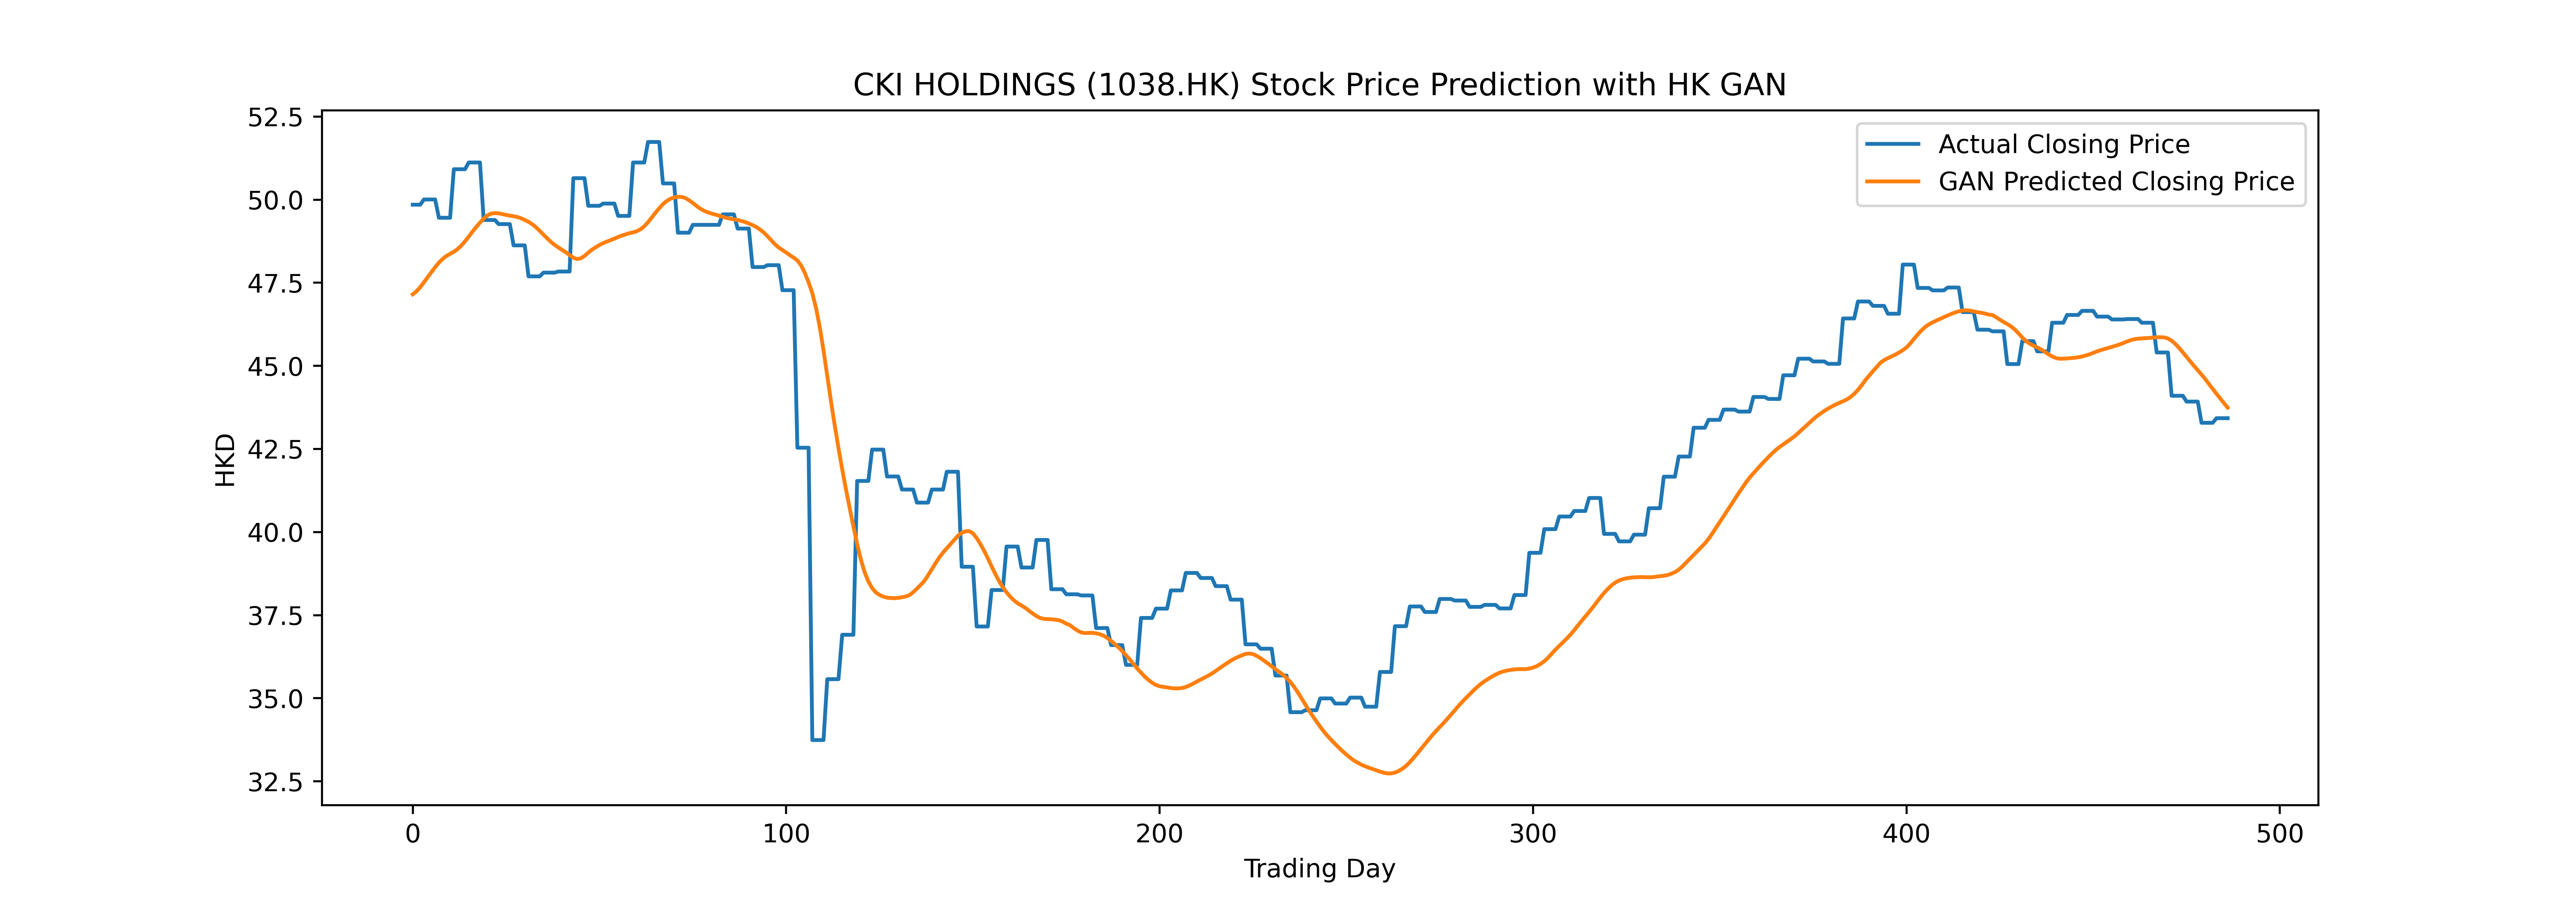 CKI HOLDINGS (1038.HK) Stock Price Prediction with HK GAN
52.5
50.0
47.5
45.0
42.5
40.0
37.5
35.0
32.5
HKD
Actual Closing Price
GAN Predicted Closing Price
0 100 200 300 400 500
Trading Day